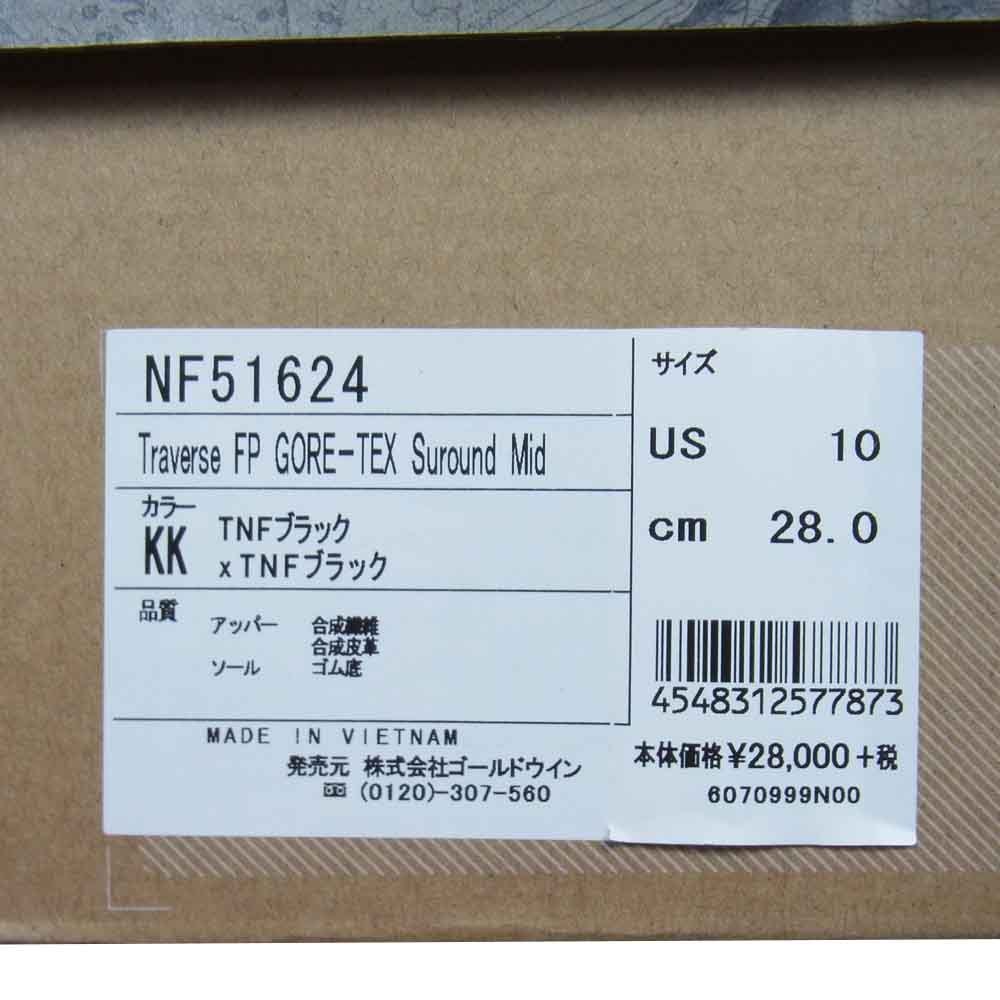 NF51624
Traverse FP GORE-TEX Suround Mid
カラー
KK TNFブラック
xTNFブラック
品質
アッパー 合成繊維
合成皮革
ソール ゴム底
MADE IN VIETNAM
発売元 株式会社ゴールドウイン
(0120)-307-560
サイズ
US 10
cm 28.0
4548312577873
本体価格¥28,000+税
6070999N00